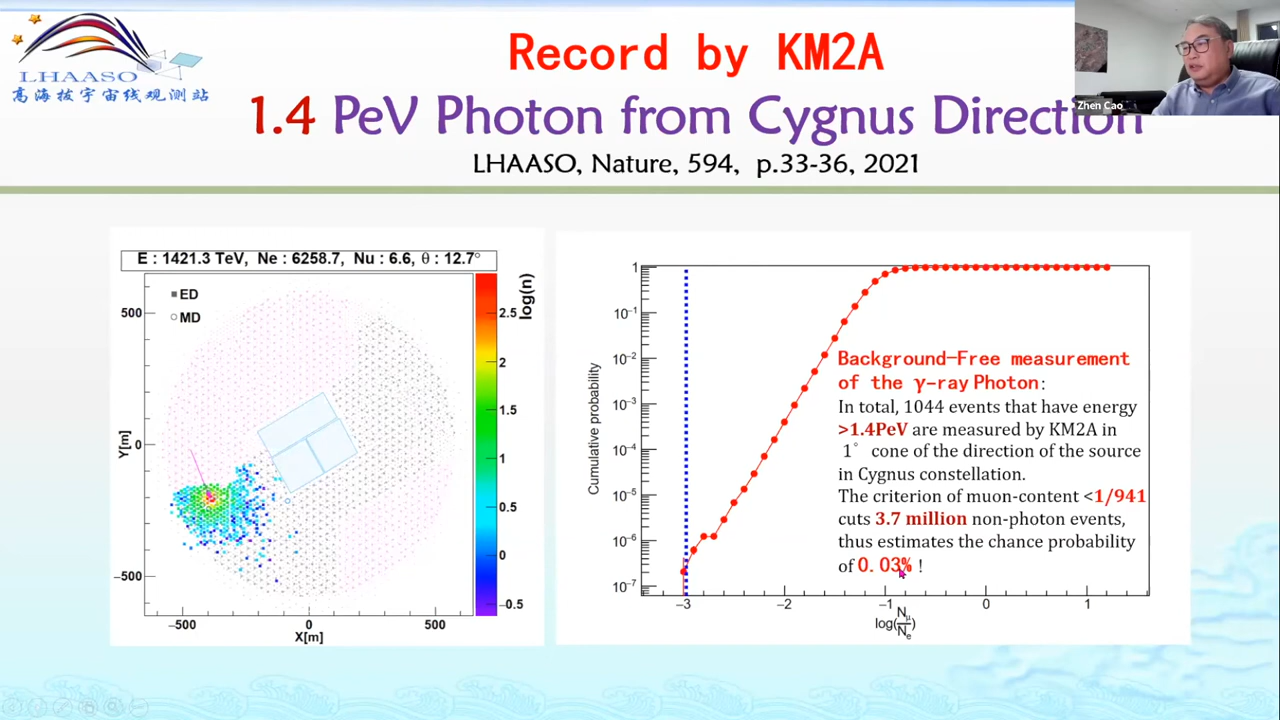 LHAASO
高海拔宇宙线观测站
Record by KM2A
1.4 PeV Photon from Cygnus Direction
LHAASO, Nature, 594, p.33-36, 2021
Zhen Cao
E : 1421.3 TeV, Ne : 6258.7, Nu : 6.6, θ : 12.7°
ED
MD
500
0
−500
Y[m]
−500
0
500
X[m]
log(n)
2.5
2
1.5
1
0.5
0
−0.5
Cumulative probability
1
10⁻¹
10⁻²
10⁻³
10⁻⁴
10⁻⁵
10⁻⁶
10⁻⁷
−3
−2
−1
0
1
log(Nμ/Ne)
Background-Free measurement
of the γ-ray Photon:
In total, 1044 events that have energy
>1.4PeV are measured by KM2A in
1° cone of the direction of the source
in Cygnus constellation.
The criterion of muon-content <1/941
cuts 3.7 million non-photon events,
thus estimates the chance probability
of 0.03% !